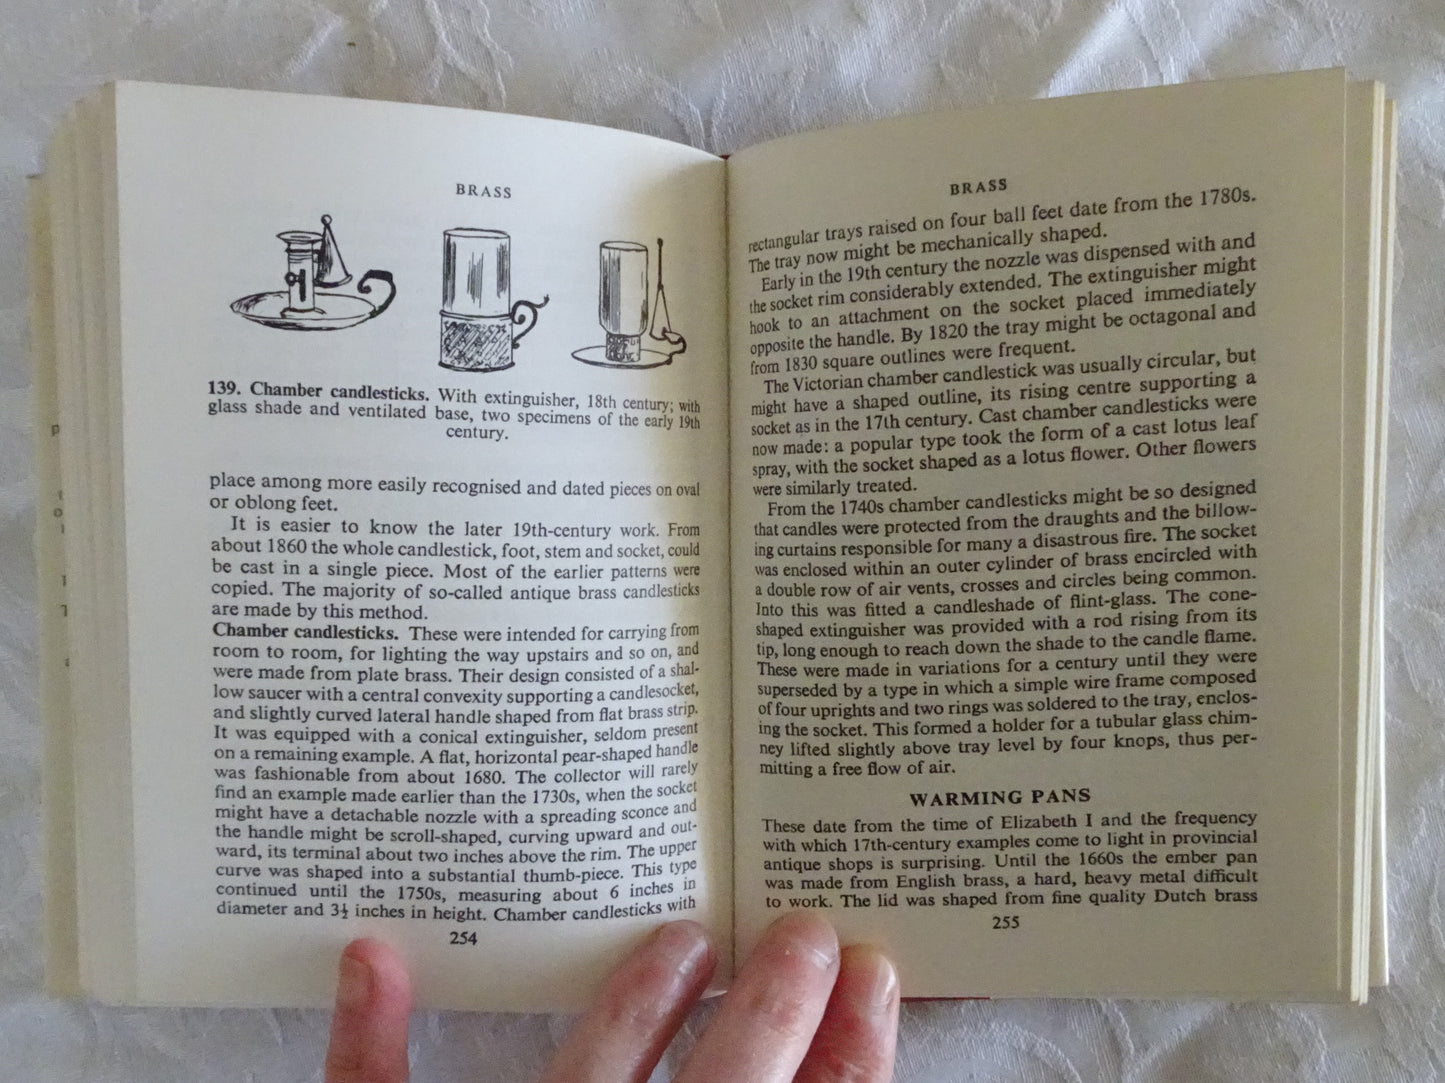 BRASS
139. Chamber candlesticks. With extinguisher, 18th century; with
glass shade and ventilated base, two specimens of the early 19th
century.
place among more easily recognised and dated pieces on oval
or oblong feet.
It is easier to know the later 19th-century work. From
about 1860 the whole candlestick, foot, stem and socket, could
be cast in a single piece. Most of the earlier patterns were
copied. The majority of so-called antique brass candlesticks
are made by this method.
Chamber candlesticks. These were intended for carrying from
room to room, for lighting the way upstairs and so on, and
were made from plate brass. Their design consisted of a shal-
low saucer with a central convexity supporting a candlesocket,
and slightly curved lateral handle shaped from flat brass strip.
It was equipped with a conical extinguisher, seldom present
on a remaining example. A flat, horizontal pear-shaped handle
was fashionable from about 1680. The collector will rarely
find an example made earlier than the 1730s, when the socket
might have a detachable nozzle with a spreading sconce and
the handle might be scroll-shaped, curving upward and out-
ward, its terminal about two inches above the rim. The upper
curve was shaped into a substantial thumb-piece. This type
continued until the 1750s, measuring about 6 inches in
diameter and 3½ inches in height. Chamber candlesticks with
254
BRASS
rectangular trays raised on four ball feet date from the 1780s.
The tray now might be mechanically shaped.
Early in the 19th century the nozzle was dispensed with and
the socket rim considerably extended. The extinguisher might
hook to an attachment on the socket placed immediately
opposite the handle. By 1820 the tray might be octagonal and
from 1830 square outlines were frequent.
The Victorian chamber candlestick was usually circular, but
might have a shaped outline, its rising centre supporting a
socket as in the 17th century. Cast chamber candlesticks were
now made: a popular type took the form of a cast lotus leaf
spray, with the socket shaped as a lotus flower. Other flowers
were similarly treated.
From the 1740s chamber candlesticks might be so designed
that candles were protected from the draughts and the billow-
ing curtains responsible for many a disastrous fire. The socket
was enclosed within an outer cylinder of brass encircled with
a double row of air vents, crosses and circles being common.
Into this was fitted a candleshade of flint-glass. The cone-
shaped extinguisher was provided with a rod rising from its
tip, long enough to reach down the shade to the candle flame.
These were made in variations for a century until they were
superseded by a type in which a simple wire frame composed
of four uprights and two rings was soldered to the tray, enclos-
ing the socket. This formed a holder for a tubular glass chim-
ney lifted slightly above tray level by four knops, thus per-
mitting a free flow of air.
WARMING PANS
These date from the time of Elizabeth I and the frequency
with which 17th-century examples come to light in provincial
antique shops is surprising. Until the 1660s the ember pan
was made from English brass, a hard, heavy metal difficult
to work. The lid was shaped from fine quality Dutch brass
255